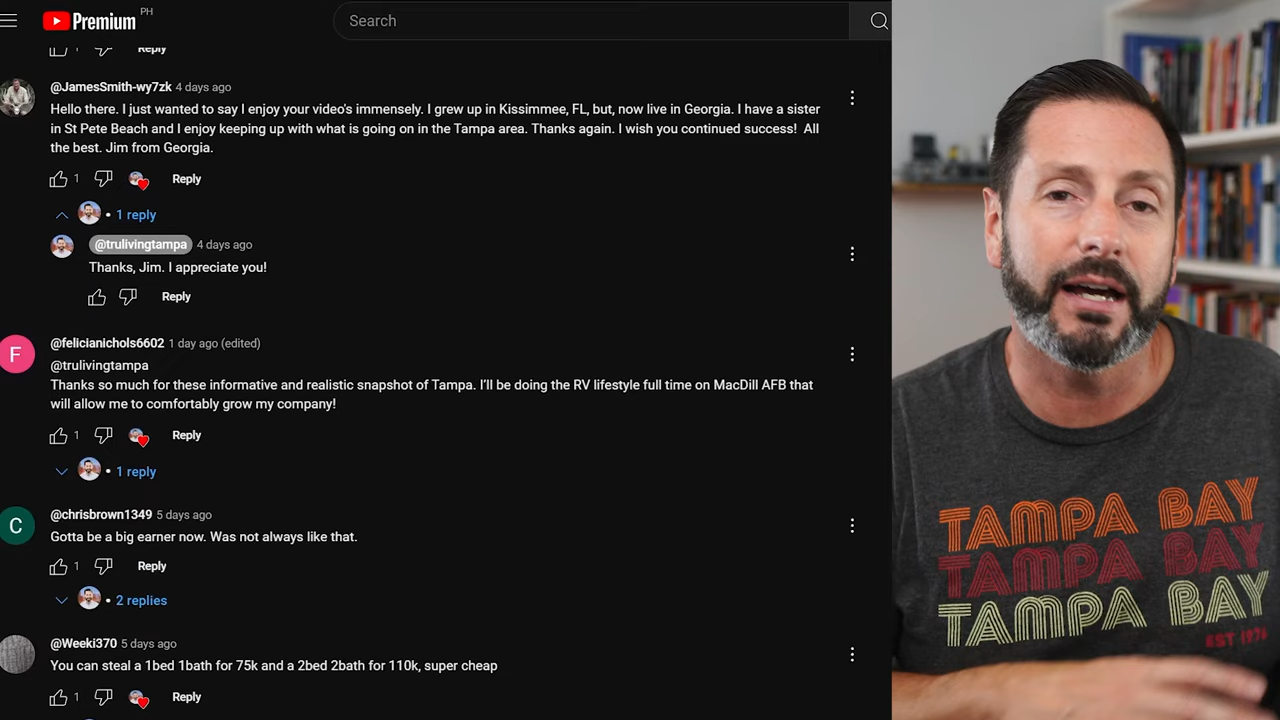 Premium PH
Search
1 Reply
@JamesSmith-wy7zk 4 days ago
Hello there. I just wanted to say I enjoy your video's immensely. I grew up in Kissimmee, FL, but, now live in Georgia. I have a sister
in St Pete Beach and I enjoy keeping up with what is going on in the Tampa area. Thanks again. I wish you continued success! All
the best. Jim from Georgia.
1 Reply
• 1 reply
@trulivingtampa 4 days ago
Thanks, Jim. I appreciate you!
Reply
F
@felicianichols6602 1 day ago (edited)
@trulivingtampa
Thanks so much for these informative and realistic snapshot of Tampa. I'll be doing the RV lifestyle full time on MacDill AFB that
will allow me to comfortably grow my company!
1 Reply
• 1 reply
C
@chrisbrown1349 5 days ago
Gotta be a big earner now. Was not always like that.
1 Reply
• 2 replies
@Weeki370 5 days ago
You can steal a 1bed 1bath for 75k and a 2bed 2bath for 110k, super cheap
1 Reply
TAMPA BAY
TAMPA BAY
TAMPA BAY
EST 1976